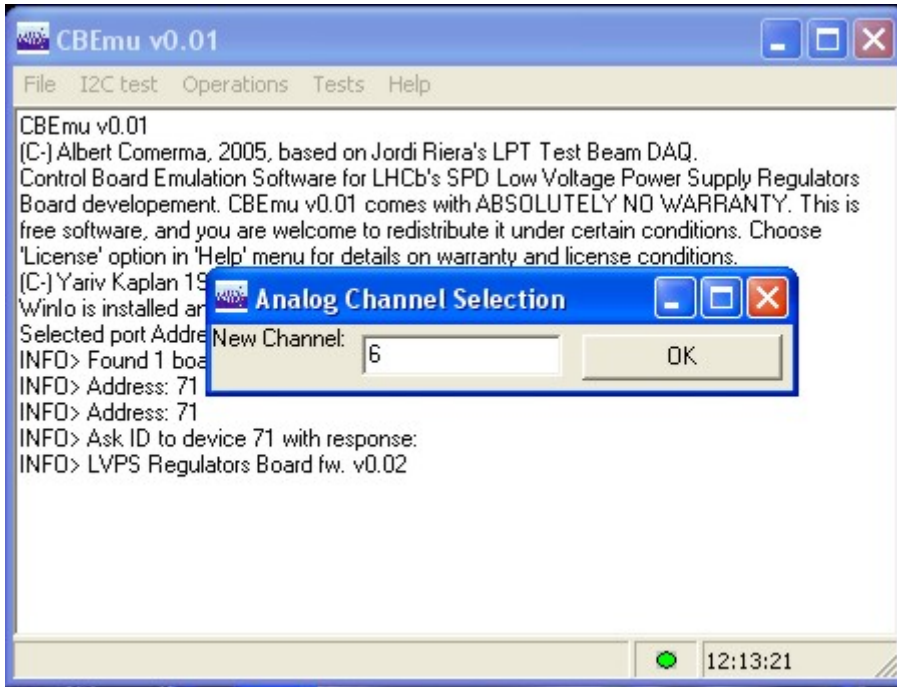 CBEmu v0.01
File I2C test Operations Tests Help
CBEmu v0.01
(C-) Albert Comerma, 2005, based on Jordi Riera's LPT Test Beam DAQ.
Control Board Emulation Software for LHCb's SPD Low Voltage Power Supply Regulators
Board developement. CBEmu v0.01 comes with ABSOLUTELY NO WARRANTY. This is
free software, and you are welcome to redistribute it under certain conditions. Choose
'License' option in 'Help' menu for details on warranty and license conditions.
(C-) Yariv Kaplan
WinIo is installed
Selected port
INFO> Found 1
INFO> Address: 71
INFO> Address: 71
INFO> Ask ID to device 71 with response:
INFO> LVPS Regulators Board fw. v0.02
Analog Channel Selection
New Channel:
6
OK
12:13:21